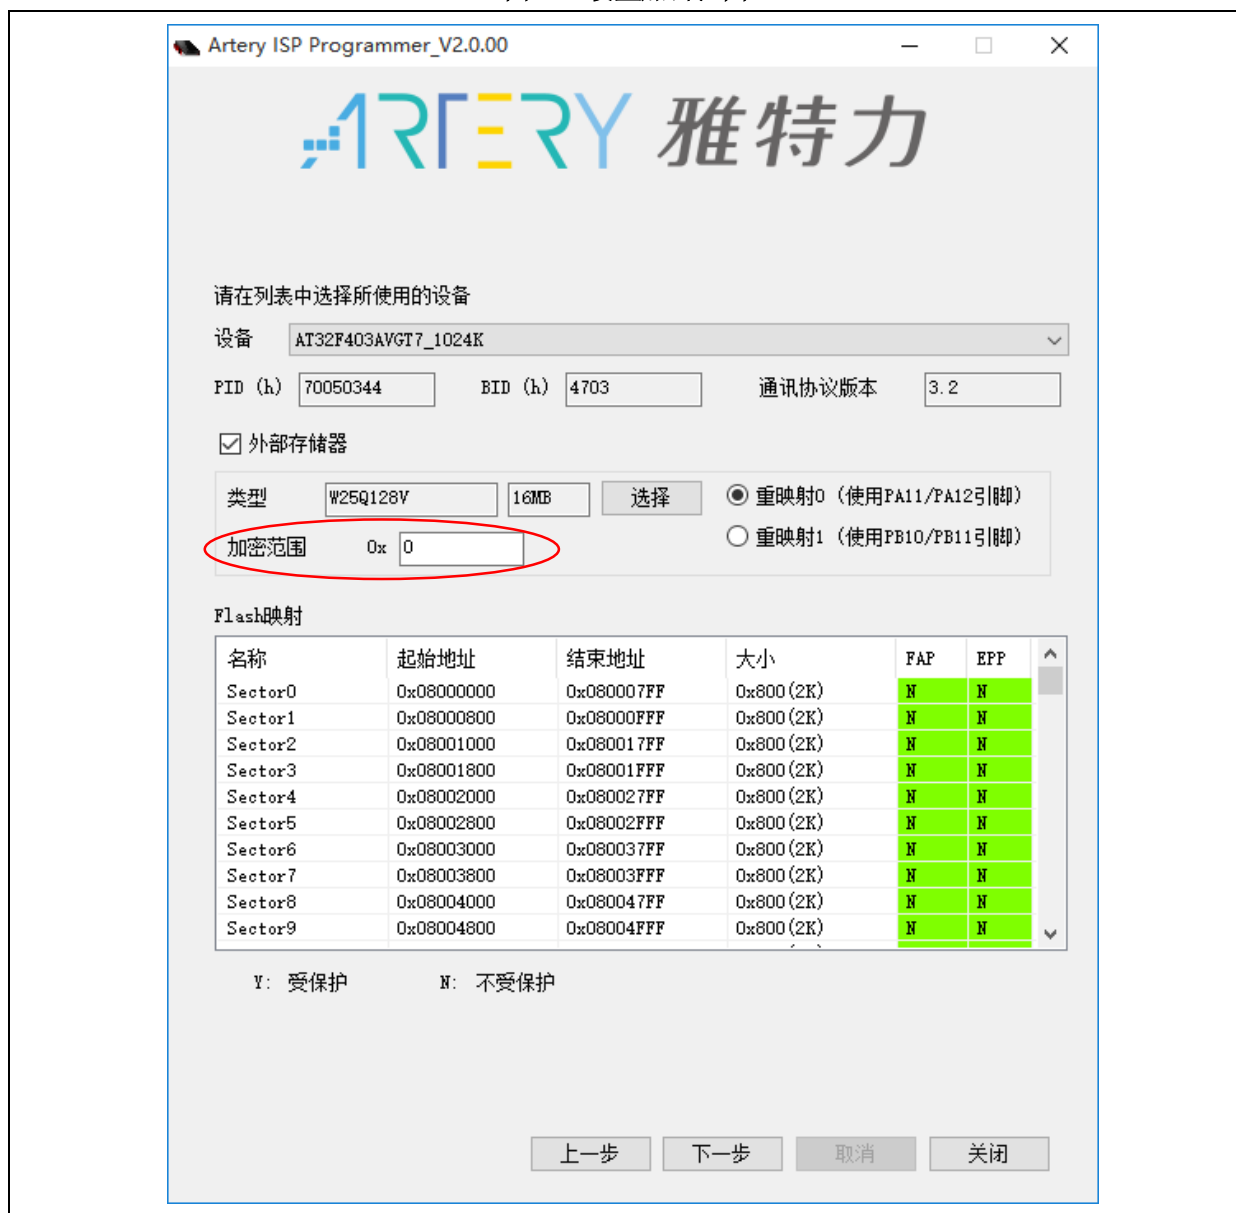 Artery ISP Programmer_V2.0.00
ARTERY 雅特力
请在列表中选择所使用的设备
设备 AT32F403AVGT7_1024K
PID (h) 70050344 BID (h) 4703 通讯协议版本 3.2
外部存储器
类型 W25Q128V 16MB 选择 重映射0 (使用PA11/PA12引脚)
加密范围 0x 0 重映射1 (使用PB10/PB11引脚)
Flash映射
名称 起始地址 结束地址 大小 FAP EPP
Sector0 0x08000000 0x080007FF 0x800(2K) N N
Sector1 0x08000800 0x08000FFF 0x800(2K) N N
Sector2 0x08001000 0x080017FF 0x800(2K) N N
Sector3 0x08001800 0x08001FFF 0x800(2K) N N
Sector4 0x08002000 0x080027FF 0x800(2K) N N
Sector5 0x08002800 0x08002FFF 0x800(2K) N N
Sector6 0x08003000 0x080037FF 0x800(2K) N N
Sector7 0x08003800 0x08003FFF 0x800(2K) N N
Sector8 0x08004000 0x080047FF 0x800(2K) N N
Sector9 0x08004800 0x08004FFF 0x800(2K) N N
Y: 受保护 N: 不受保护
上一步 下一步 取消 关闭